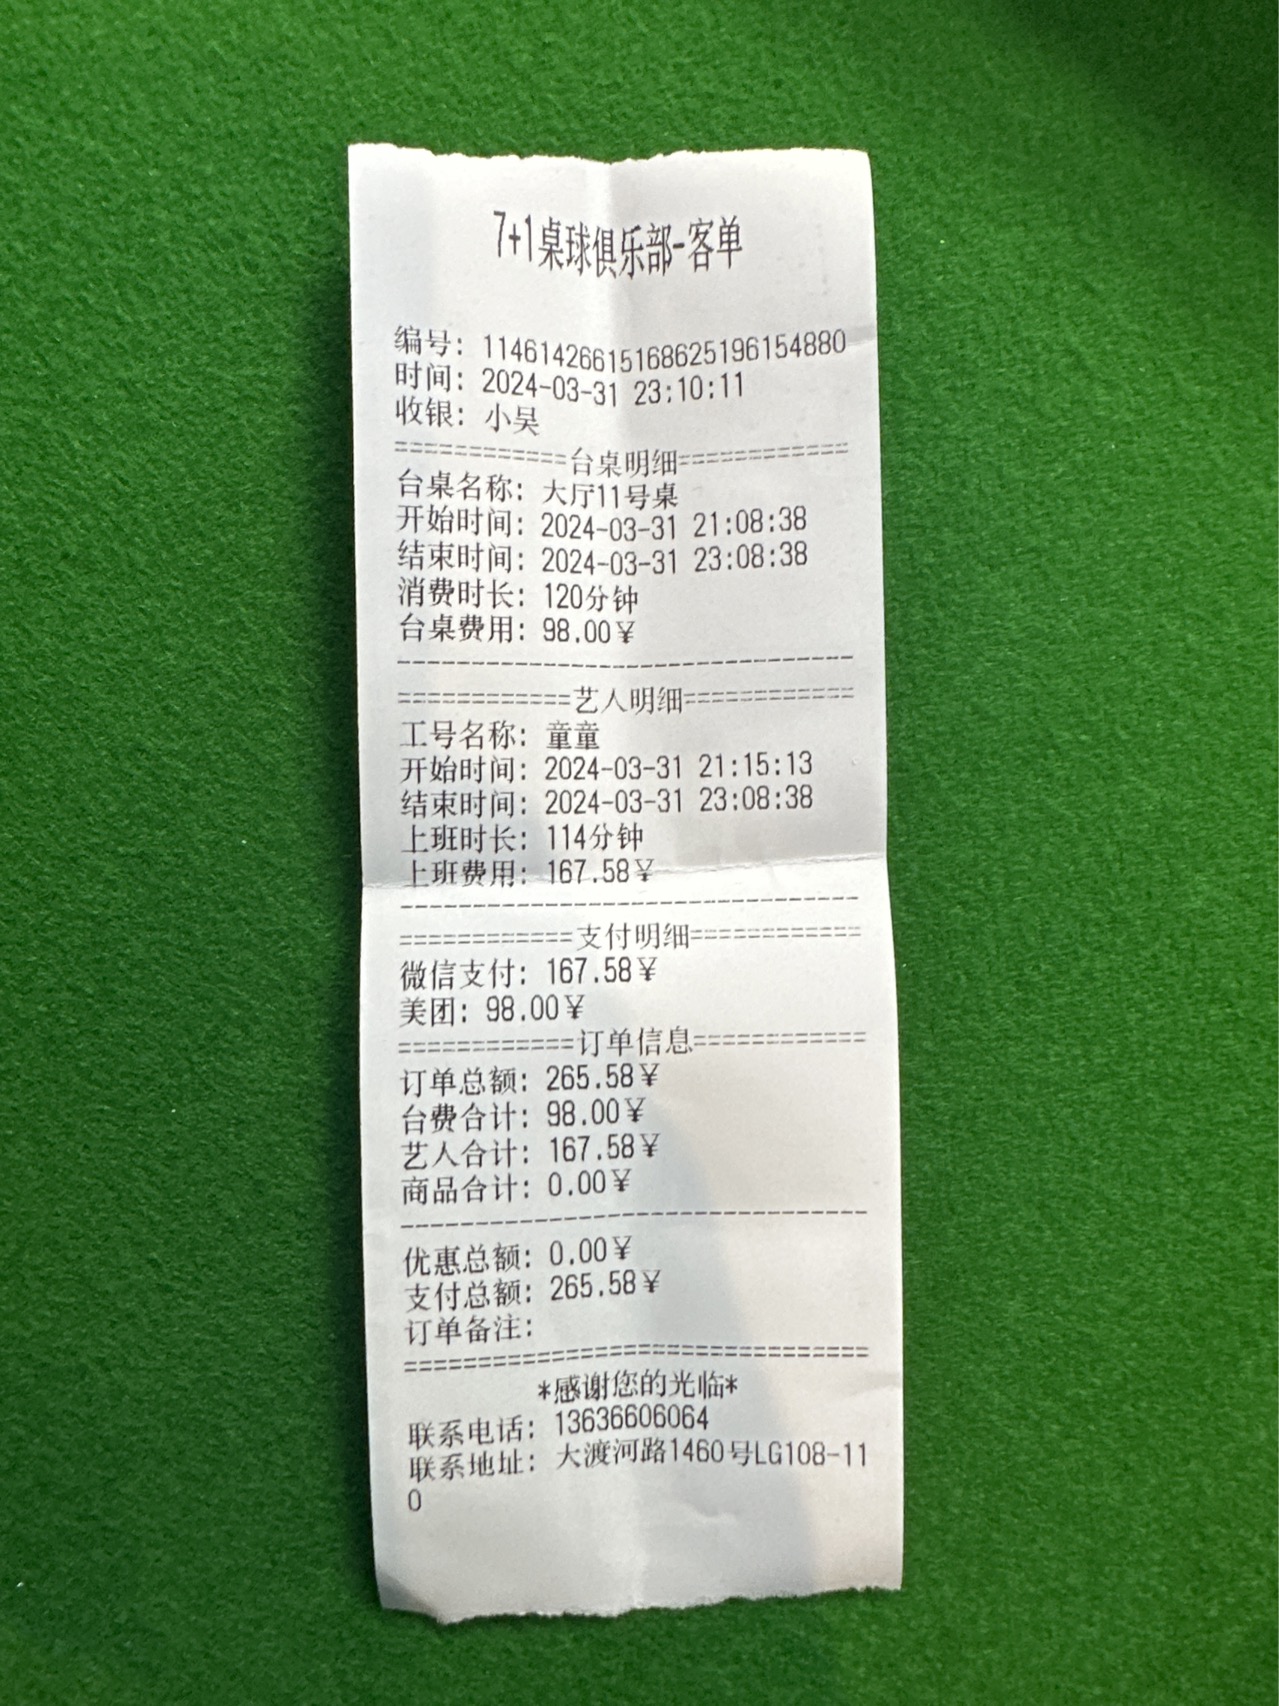 7+1桌球俱乐部-客单
编号: 11461426615168625196154880
时间: 2024-03-31 23:10:11
收银: 小吴
============台桌明细============
台桌名称: 大厅11号桌
开始时间: 2024-03-31 21:08:38
结束时间: 2024-03-31 23:08:38
消费时长: 120分钟
台桌费用: 98.00¥
--------------------------------
============艺人明细============
工号名称: 童童
开始时间: 2024-03-31 21:15:13
结束时间: 2024-03-31 23:08:38
上班时长: 114分钟
上班费用: 167.58¥
--------------------------------
============支付明细============
微信支付: 167.58¥
美团: 98.00¥
============订单信息============
订单总额: 265.58¥
台费合计: 98.00¥
艺人合计: 167.58¥
商品合计: 0.00¥
--------------------------------
优惠总额: 0.00¥
支付总额: 265.58¥
订单备注:
================================
*感谢您的光临*
联系电话: 13636606064
联系地址: 大渡河路1460号LG108-11
0